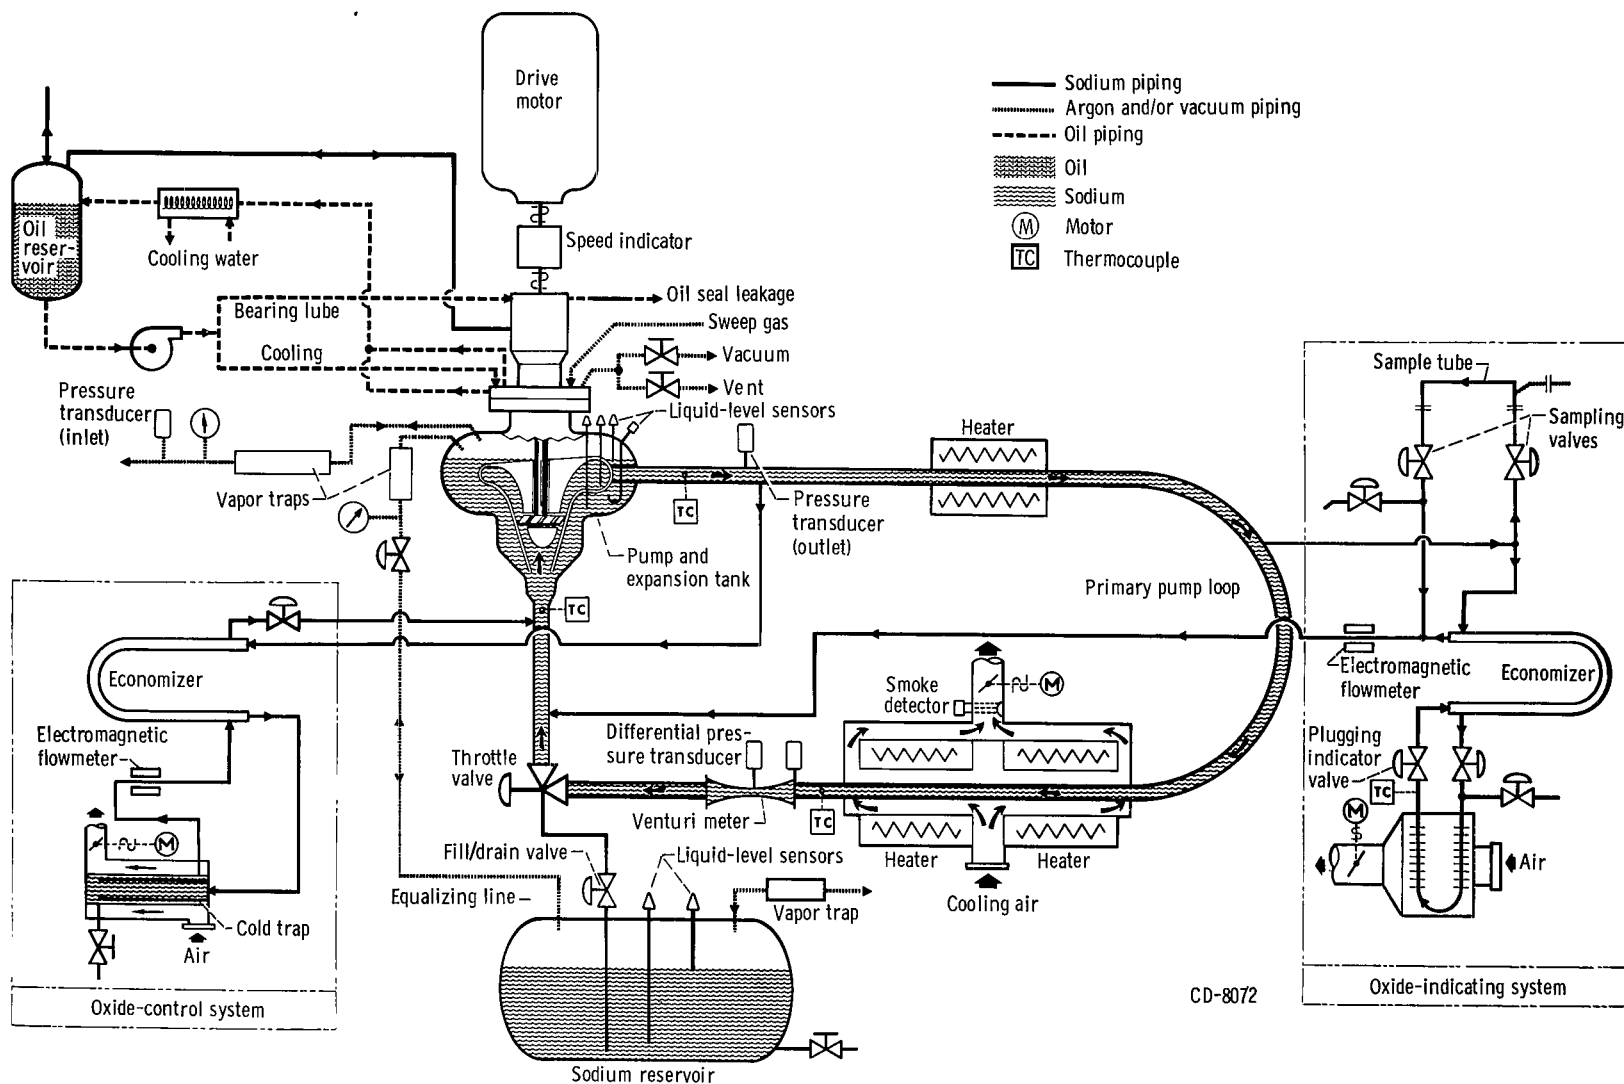 Drive
motor
Sodium piping
Argon and/or vacuum piping
Oil piping
Oil
Sodium
M
Motor
TC
Thermocouple
Oil
reser-
voir
Cooling water
Speed indicator
Bearing lube
Cooling
Oil seal leakage
Sweep gas
Vacuum
Vent
Liquid-level sensors
Pressure
transducer
(inlet)
Vapor traps
Heater
TC
Pressure
transducer
(outlet)
Pump and
expansion tank
TC
Primary pump loop
Sample tube
Sampling
valves
Economizer
Electromagnetic
flowmeter
M
Cold trap
Air
Oxide-control system
Smoke
detector
M
Differential pres-
sure transducer
Throttle
valve
Venturi meter
TC
Heater
Heater
Cooling air
Fill/drain valve
Liquid-level sensors
Equalizing line
Vapor trap
Sodium reservoir
CD-8072
Electromagnetic
flowmeter
Economizer
Plugging
indicator
valve
TC
M
Air
Oxide-indicating system